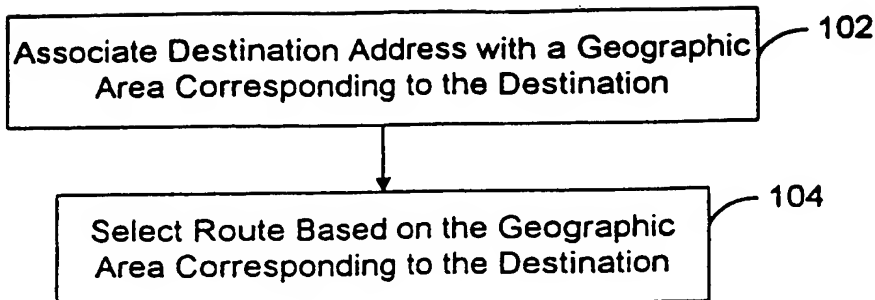 Associate Destination Address with a Geographic
Area Corresponding to the Destination
102
Select Route Based on the Geographic
Area Corresponding to the Destination
104